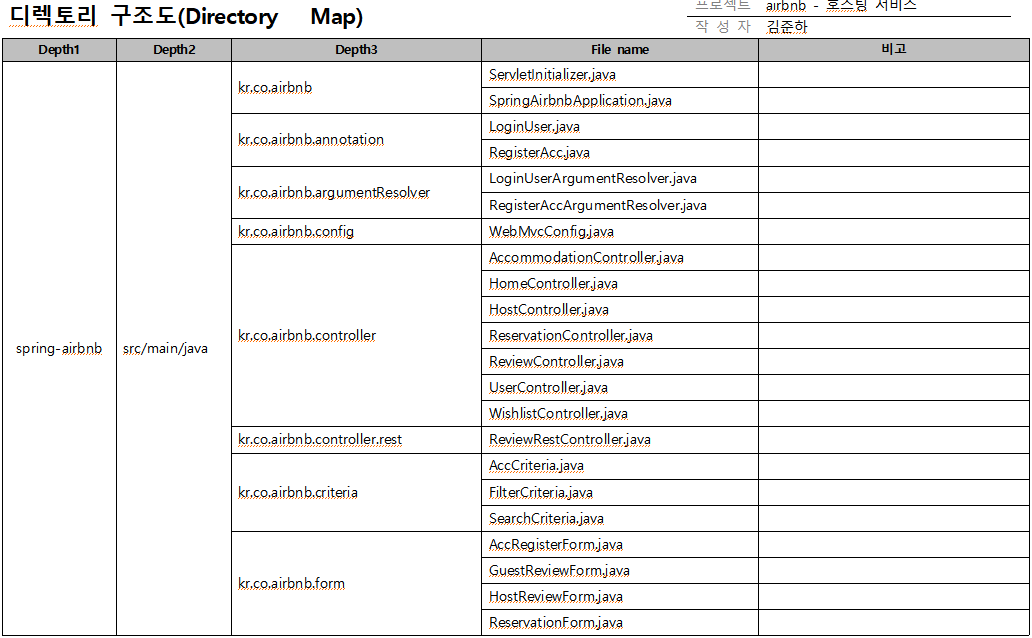 디렉토리 구조도(Directory Map)
프로젝트 airbnb - 호스팅 서비스
작 성 자 김준하
Depth1 Depth2 Depth3 File name 비고
spring-airbnb src/main/java
kr.co.airbnb
ServletInitializer.java
SpringAirbnbApplication.java
kr.co.airbnb.annotation
LoginUser.java
RegisterAcc.java
kr.co.airbnb.argumentResolver
LoginUserArgumentResolver.java
RegisterAccArgumentResolver.java
kr.co.airbnb.config
WebMvcConfig.java
kr.co.airbnb.controller
AccommodationController.java
HomeController.java
HostController.java
ReservationController.java
ReviewController.java
UserController.java
WishlistController.java
kr.co.airbnb.controller.rest
ReviewRestController.java
kr.co.airbnb.criteria
AccCriteria.java
FilterCriteria.java
SearchCriteria.java
kr.co.airbnb.form
AccRegisterForm.java
GuestReviewForm.java
HostReviewForm.java
ReservationForm.java